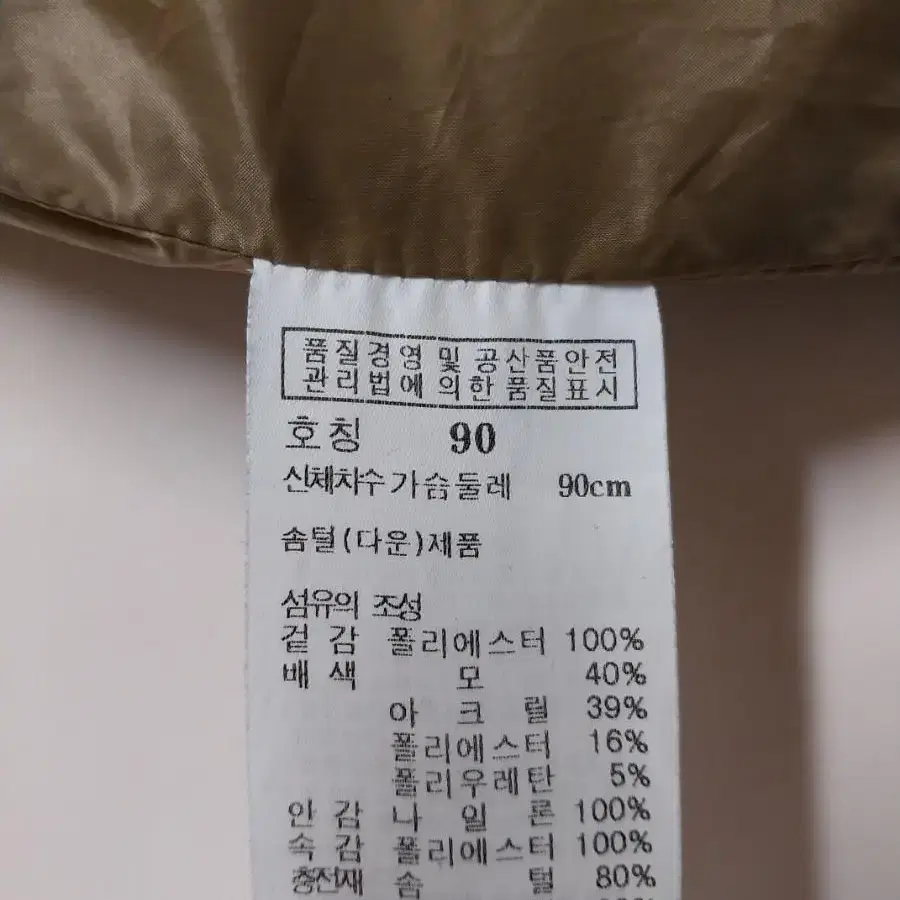 품질경영 및 공산품안전
관리법에 의한 품질표시
호칭 90
신체치수 가슴둘레 90cm
솜털(다운)제품
섬유의 조성
겉 감 폴리에스터 100%
배 색 모 40%
아 크 릴 39%
폴리에스터 16%
폴리우레탄 5%
안 감 나 일 론 100%
속 감 폴리에스터 100%
충전재 솜 털 80%